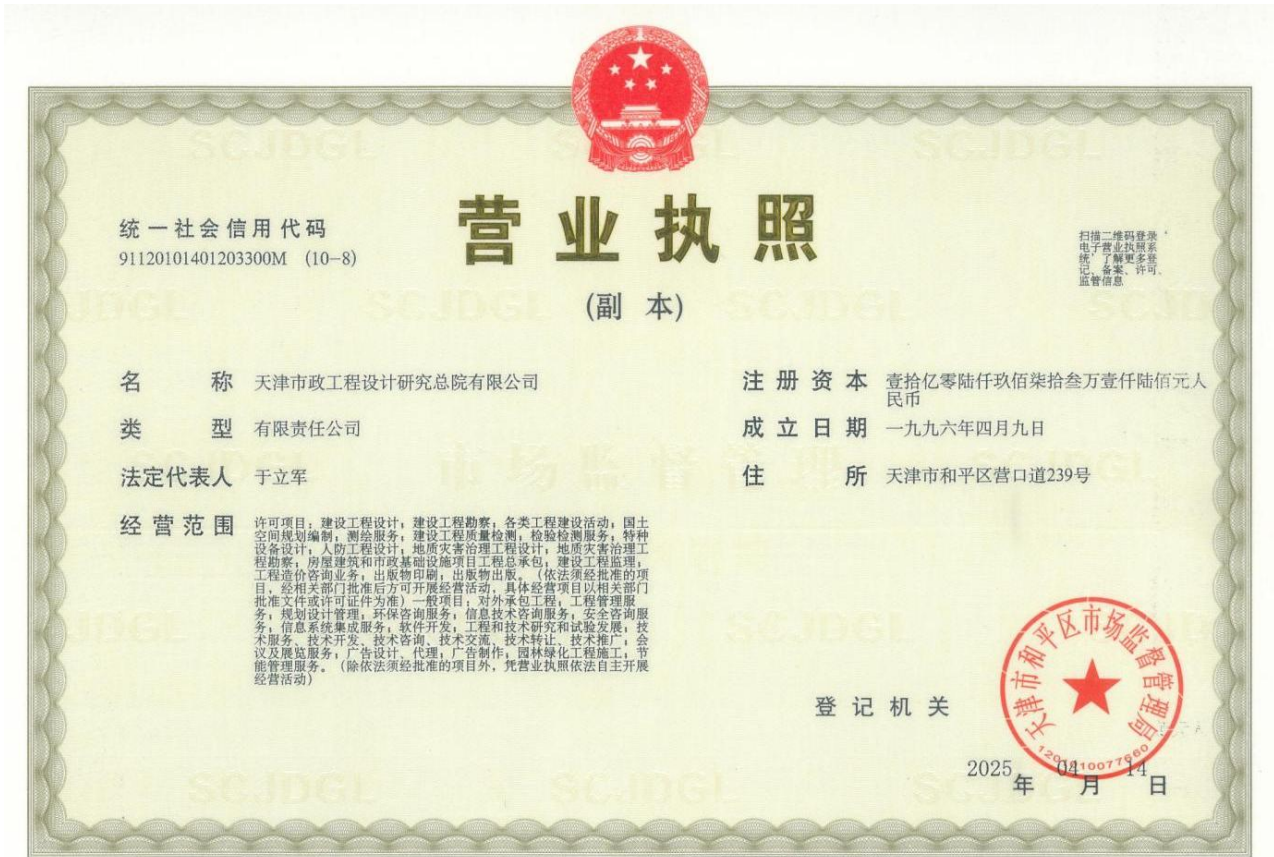 营业执照
(副 本)
统一社会信用代码
91120101401203300M (10-8)
扫描二维码登录
电子营业执照系
统，了解更多登
记、备案、许可、
监管信息
名 称 天津市政工程设计研究总院有限公司
类 型 有限责任公司
法定代表人 于立军
经营范围 许可项目：建设工程设计；建设工程勘察；各类工程建设活动；国土
空间规划编制；测绘服务；建设工程质量检测；检验检测服务；特种
设备设计；人防工程设计；地质灾害治理工程设计；地质灾害治理工
程勘察；房屋建筑和市政基础设施项目工程总承包；建设工程监理；
工程造价咨询业务；出版物印刷；出版物出版。（依法须经批准的项
目，经相关部门批准后方可开展经营活动，具体经营项目以相关部门
批准文件或许可证件为准）一般项目：对外承包工程；工程管理服
务；规划设计管理；环保咨询服务；信息技术咨询服务；安全咨询服
务；信息系统集成服务；软件开发；工程和技术研究和试验发展；技
术服务、技术开发、技术咨询、技术交流、技术转让、技术推广；会
议及展览服务；广告设计、代理；广告制作；园林绿化工程施工；节
能管理服务。（除依法须经批准的项目外，凭营业执照依法自主开展
经营活动）
注册资本 壹拾亿零陆仟玖佰柒拾叁万壹仟陆佰元人
民币
成立日期 一九九六年四月九日
住 所 天津市和平区营口道239号
登记机关
天津市和平区市场监督管理局
2025年04月14日
SCJDGL
市场监督管理